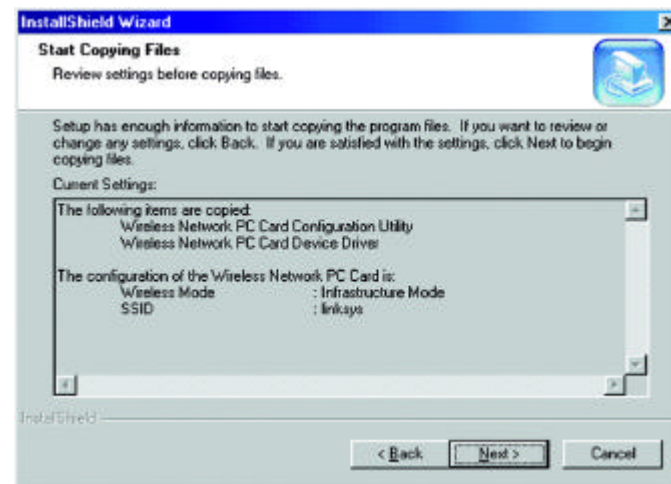 InstallShield Wizard
Start Copying Files
Review settings before copying files.
Setup has enough information to start copying the program files. If you want to review or
change any settings, click Back. If you are satisfied with the settings, click Next to begin
copying files.
Current Settings:
The following items are copied:
Wireless Network PC Card Configuration Utility
Wireless Network PC Card Device Driver
The configuration of the Wireless Network PC Card is:
Wireless Mode : Infrastructure Mode
SSID : linksys
InstallShield
< Back Next > Cancel